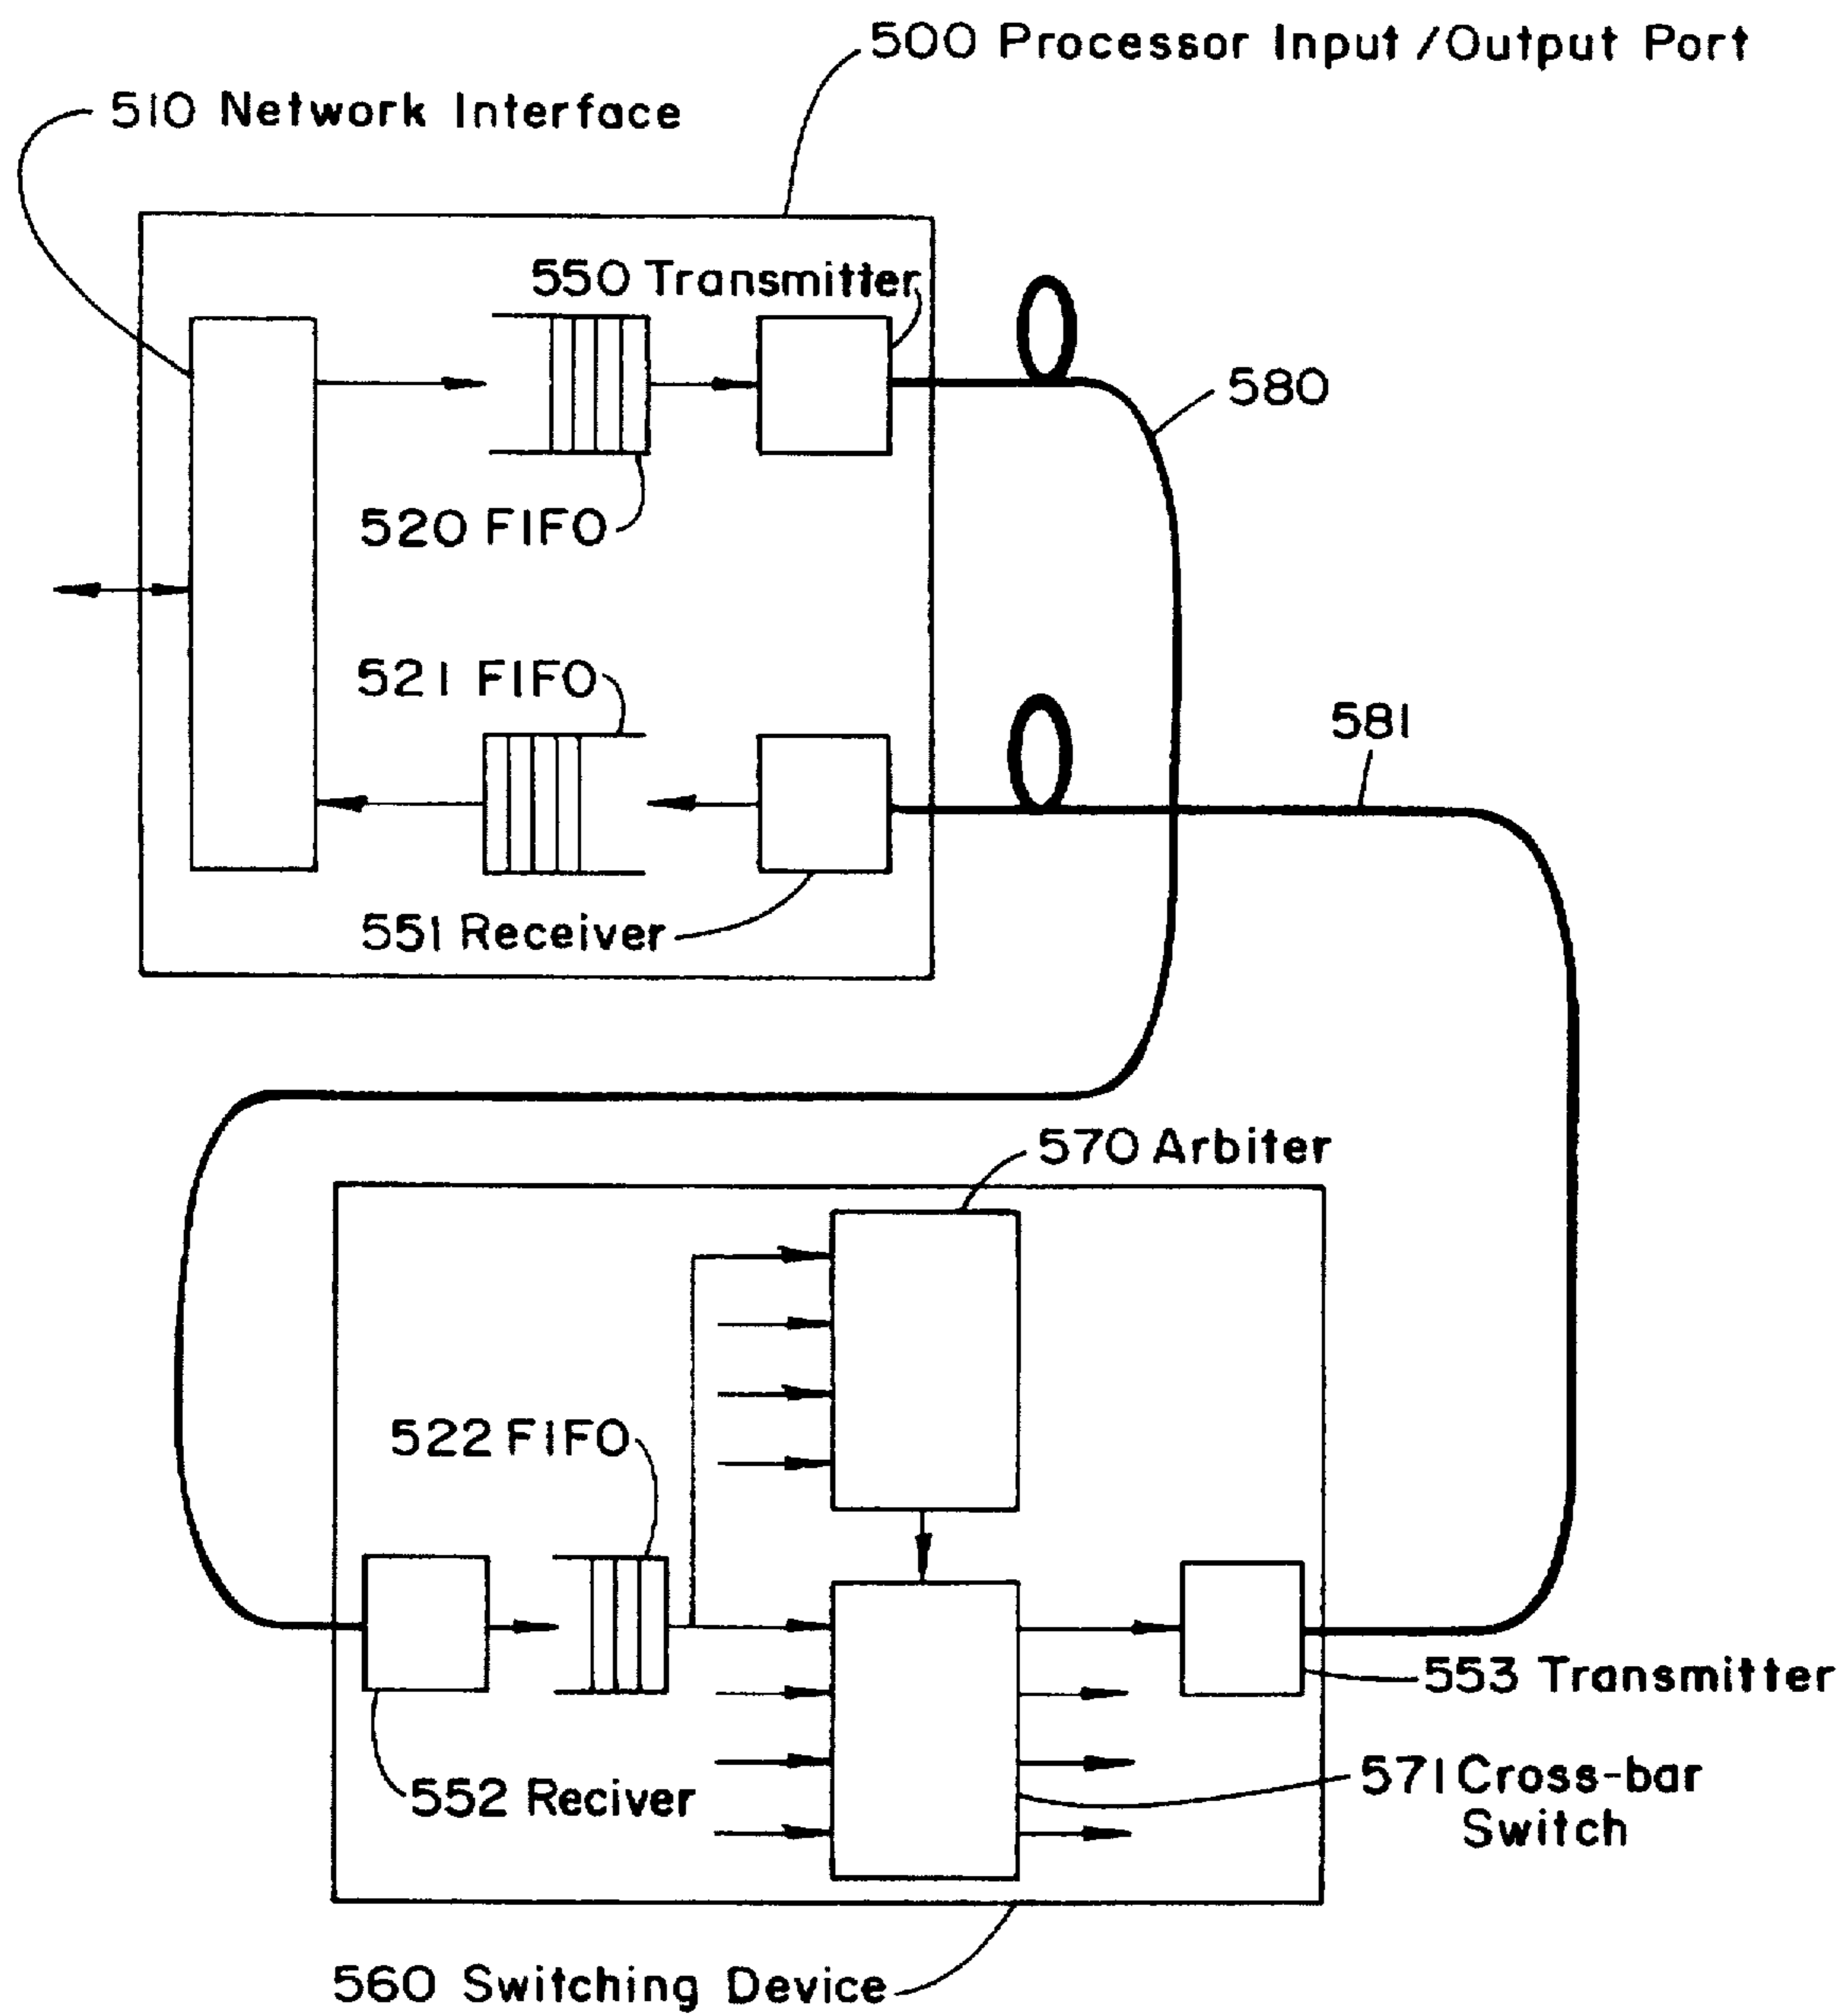 500 Processor Input/Output Port
510 Network Interface
550 Transmitter
580
520 FIFO
521 FIFO
581
551 Receiver
570 Arbiter
522 FIFO
553 Transmitter
552 Reciver
571 Cross-bar
Switch
560 Switching Device